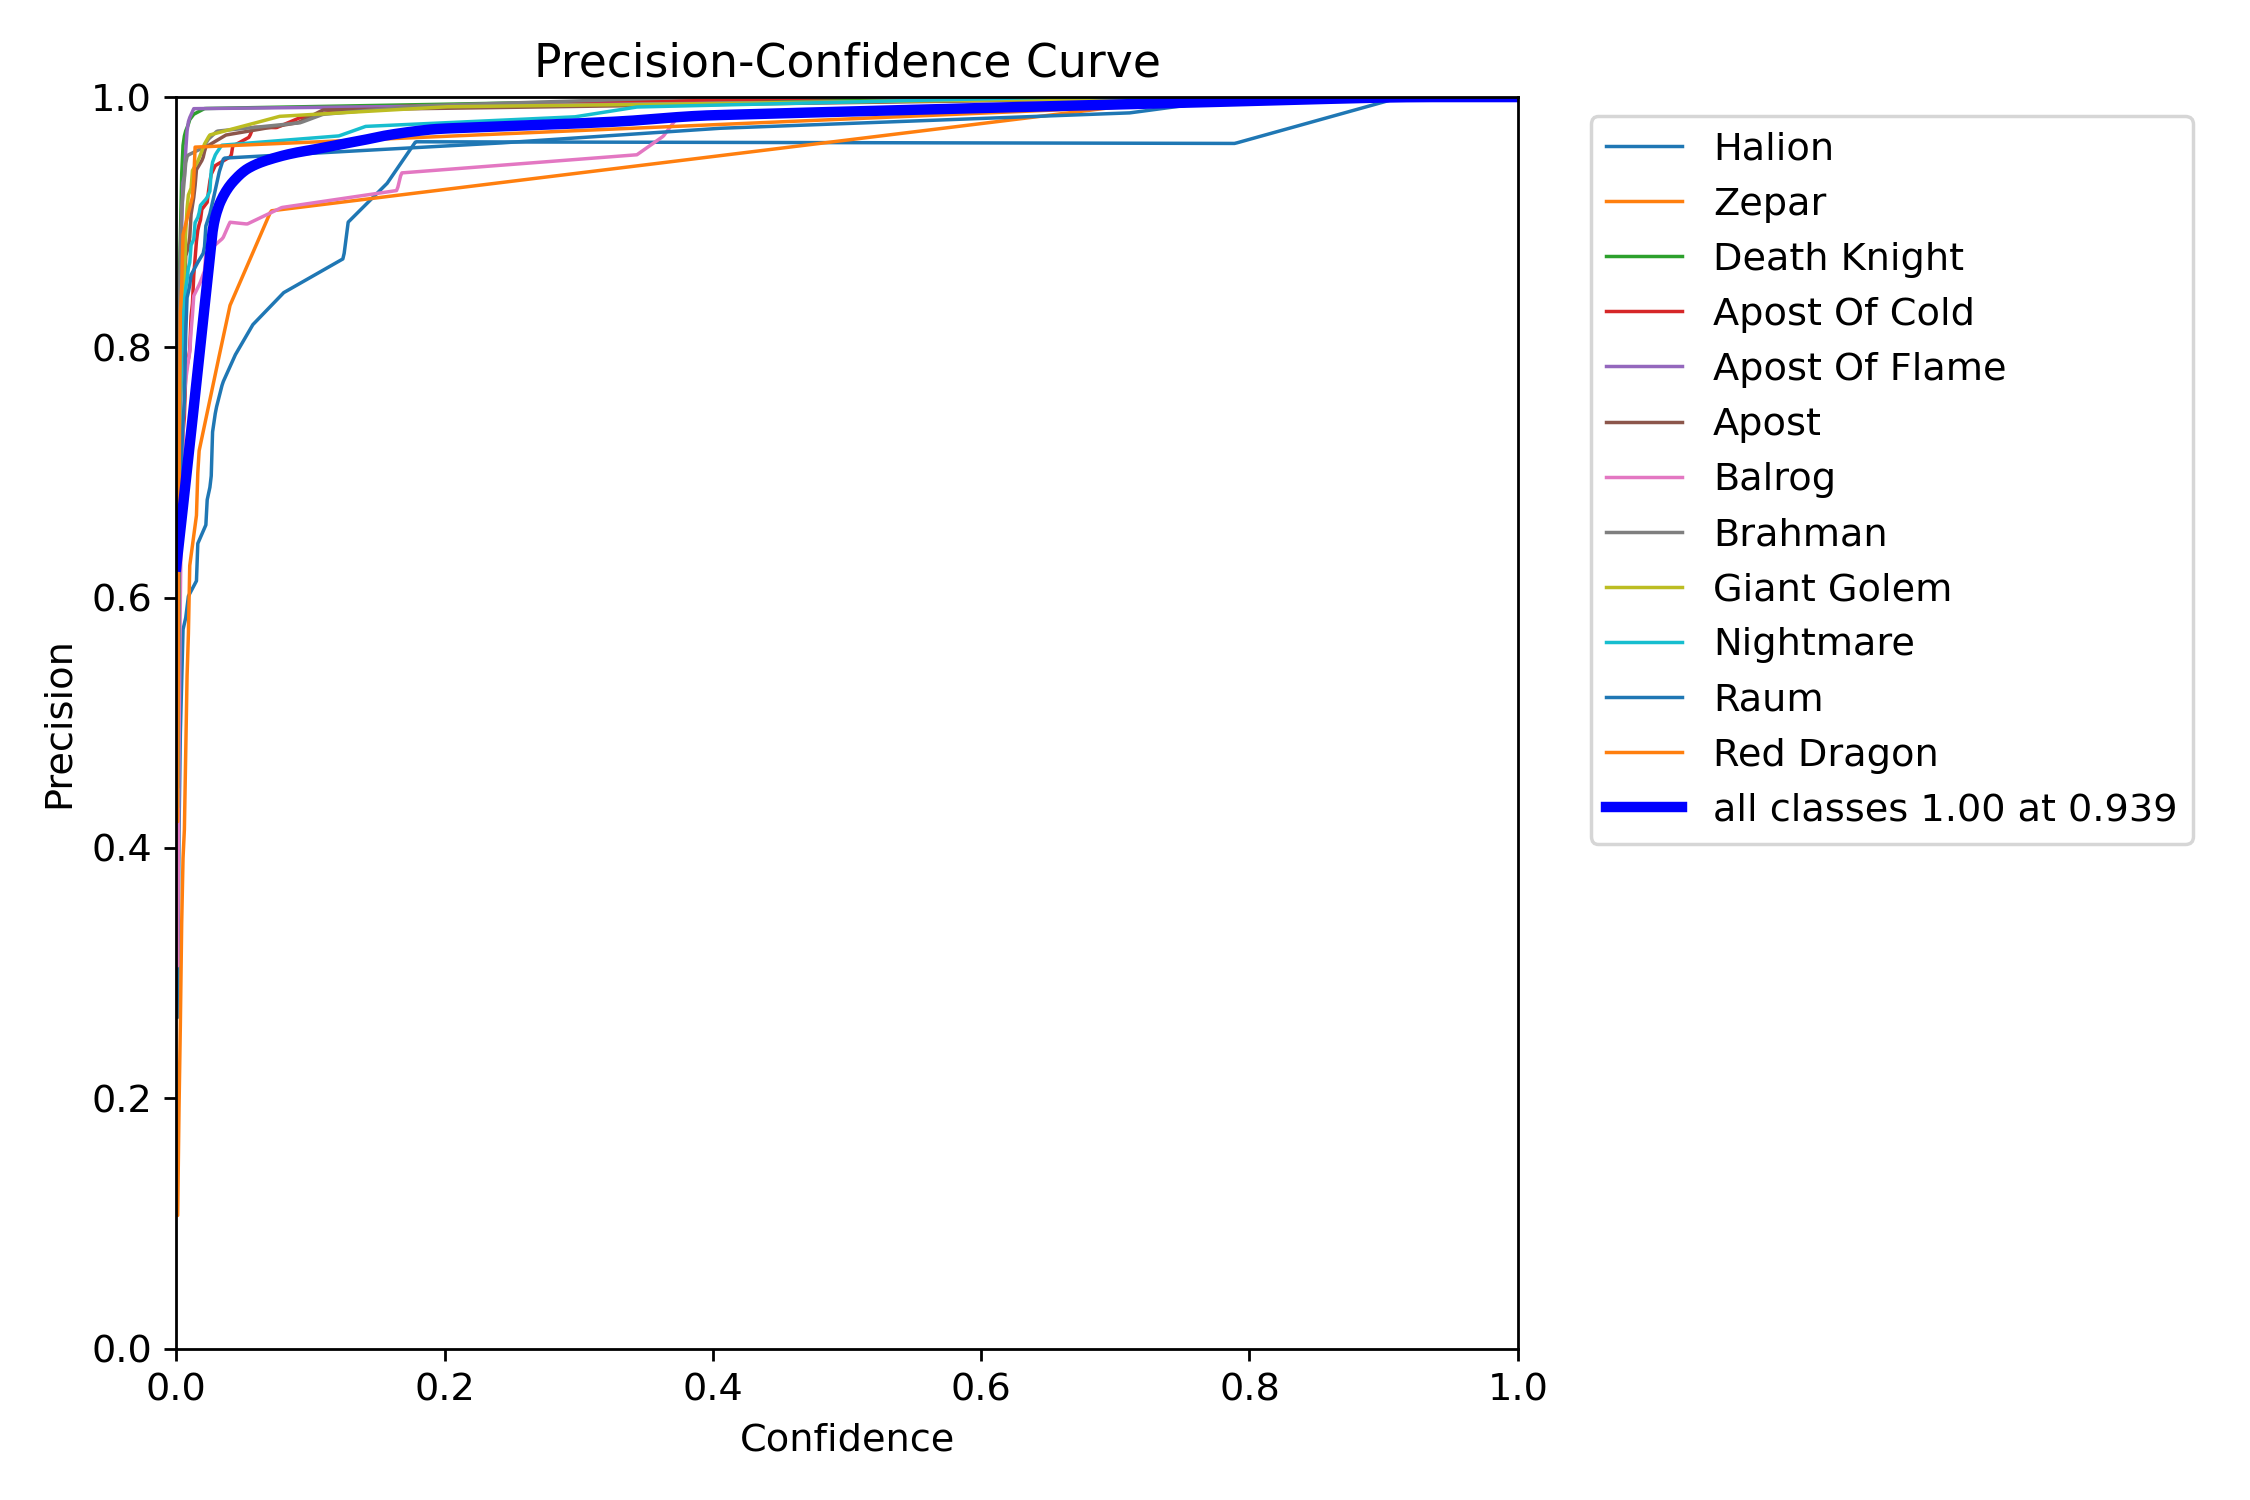 Precision-Confidence Curve
1.0
0.8
0.6
0.4
0.2
0.0
Precision
0.0 0.2 0.4 0.6 0.8 1.0
Confidence
Halion
Zepar
Death Knight
Apost Of Cold
Apost Of Flame
Apost
Balrog
Brahman
Giant Golem
Nightmare
Raum
Red Dragon
all classes 1.00 at 0.939